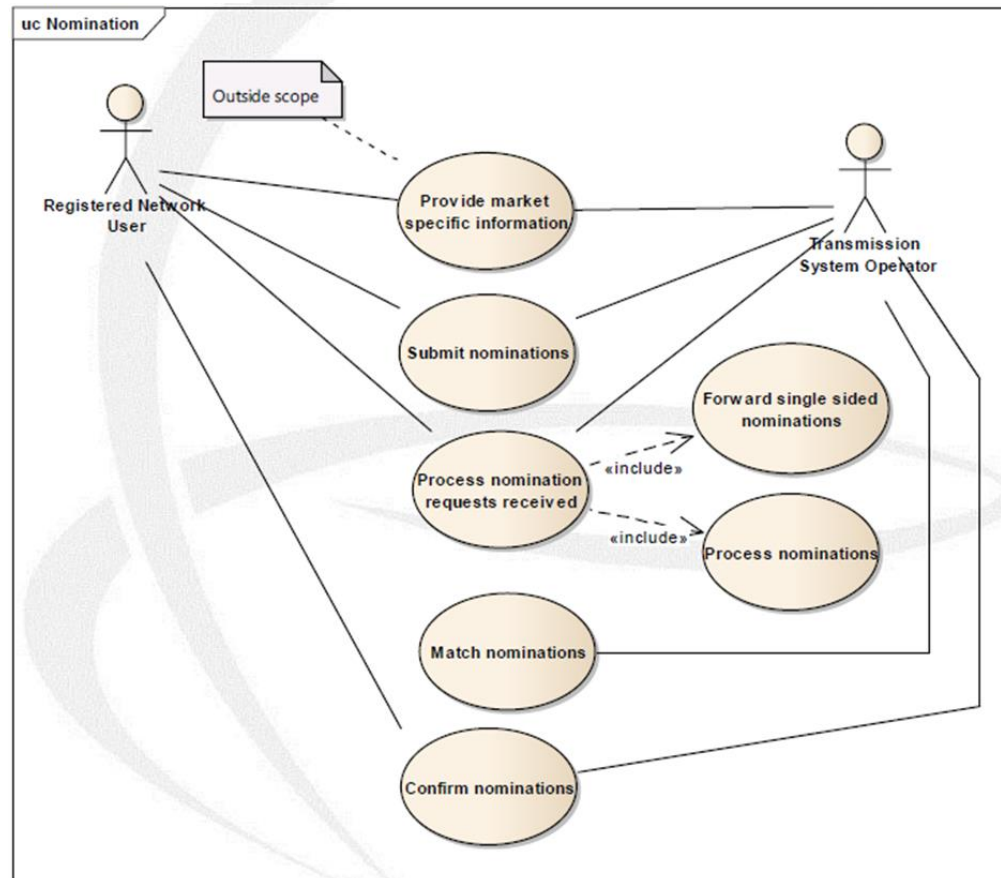 uc Nomination
Outside scope
Registered Network
User
Provide market
specific information
Transmission
System Operator
Submit nominations
Forward single sided
nominations
Process nomination
requests received
«include»
«include»
Process nominations
Match nominations
Confirm nominations